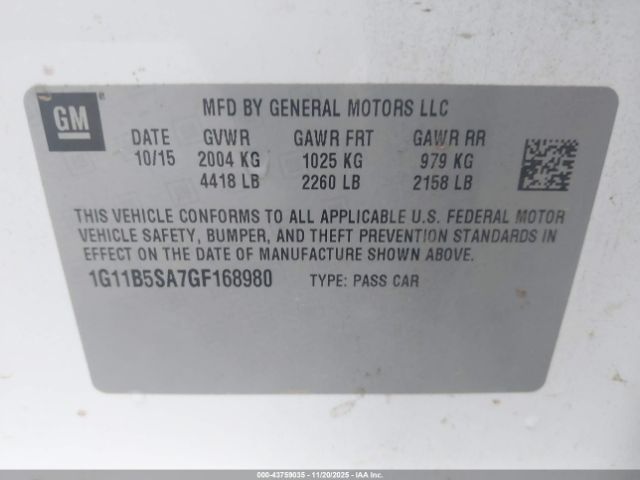 GM®
MFD BY GENERAL MOTORS LLC
DATE GVWR GAWR FRT GAWR RR
10/15 2004 KG 1025 KG 979 KG
4418 LB 2260 LB 2158 LB
THIS VEHICLE CONFORMS TO ALL APPLICABLE U.S. FEDERAL MOTOR
VEHICLE SAFETY, BUMPER, AND THEFT PREVENTION STANDARDS IN
EFFECT ON THE DATE OF MANUFACTURE SHOWN ABOVE.
1G11B5SA7GF168980 TYPE: PASS CAR
000-43759035 - 11/20/2025 - IAA Inc.